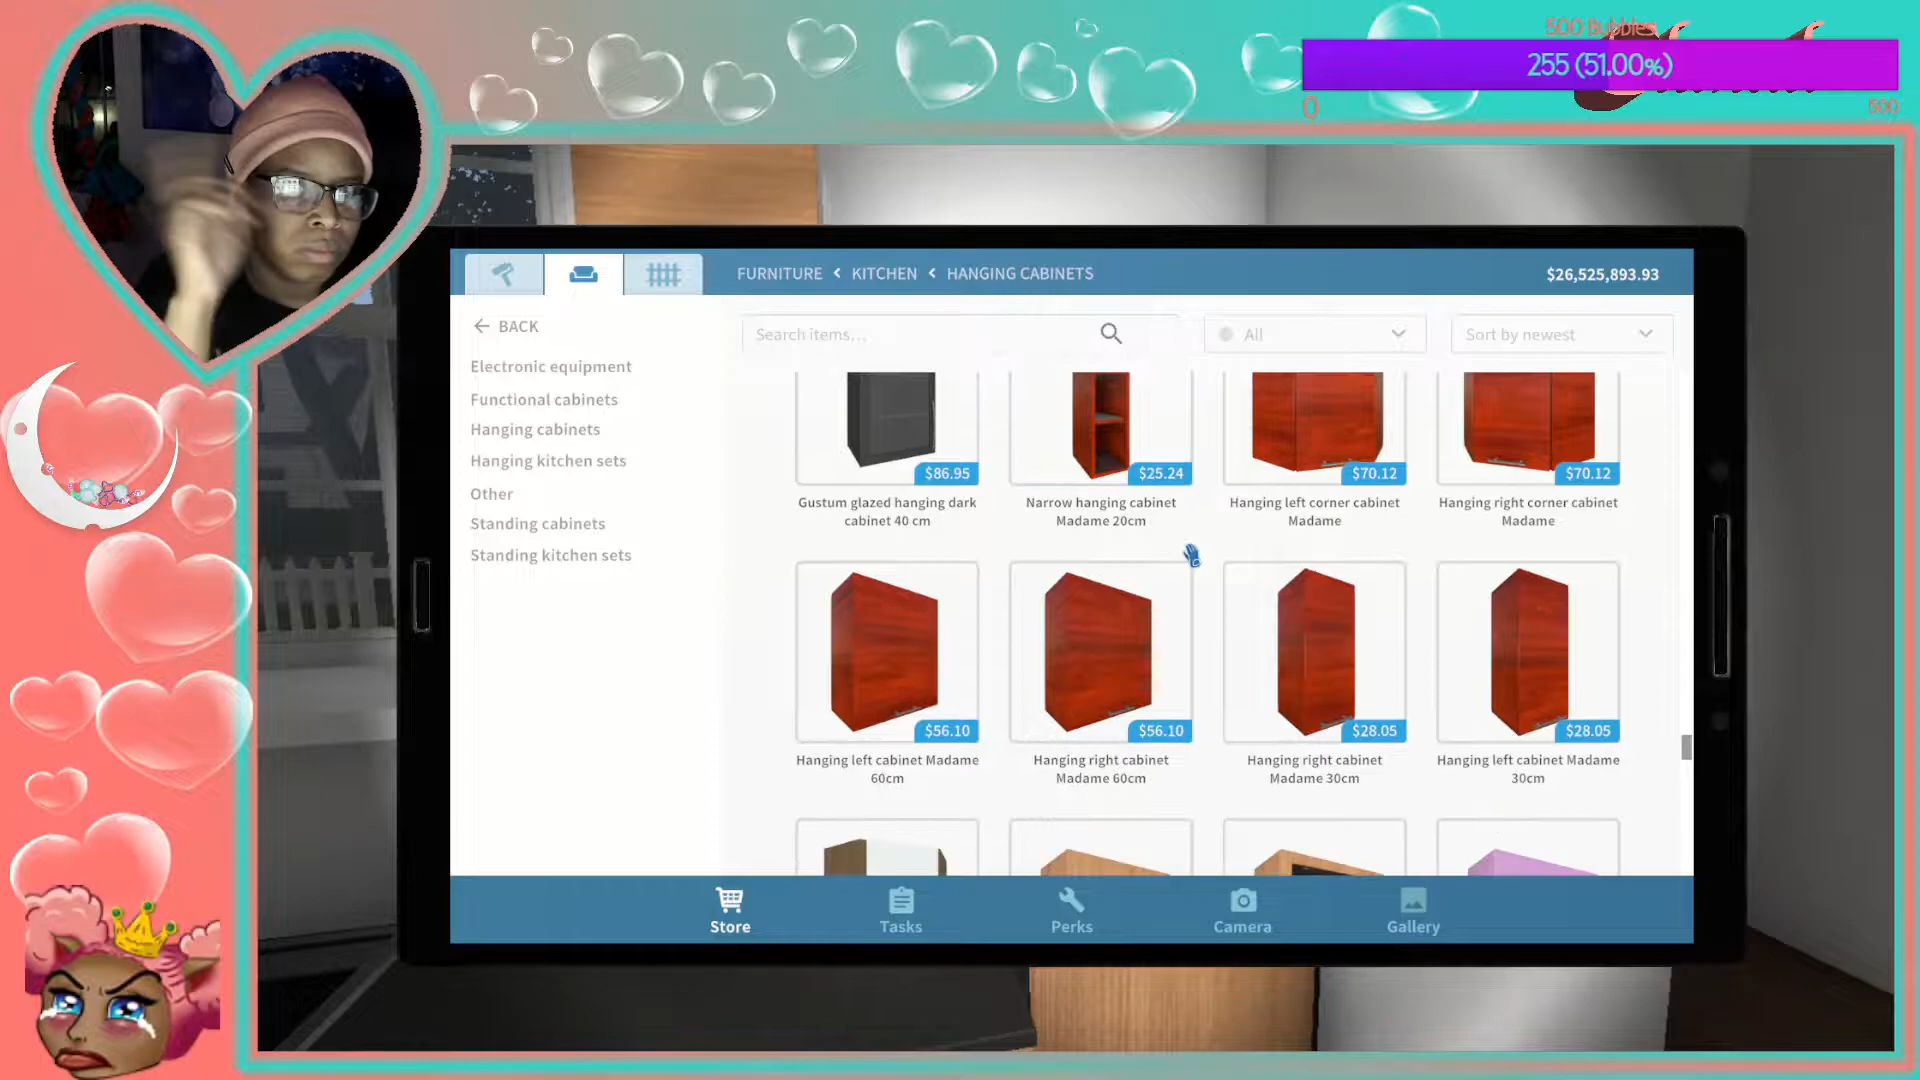 500 Bubbles
255 (51.00%)
0
500
FURNITURE
KITCHEN
HANGING CABINETS
$26,525,893.93
BACK
Search items...
All
Sort by newest
Electronic equipment
Functional cabinets
Hanging cabinets
Hanging kitchen sets
Other
Standing cabinets
Standing kitchen sets
$86.95
$25.24
$70.12
$70.12
Gustum glazed hanging dark
cabinet 40 cm
Narrow hanging cabinet
Madame 20cm
Hanging left corner cabinet
Madame
Hanging right corner cabinet
Madame
$56.10
$56.10
$28.05
$28.05
Hanging left cabinet Madame
60cm
Hanging right cabinet
Madame 60cm
Hanging right cabinet
Madame 30cm
Hanging left cabinet Madame
30cm
Store
Tasks
Perks
Camera
Gallery